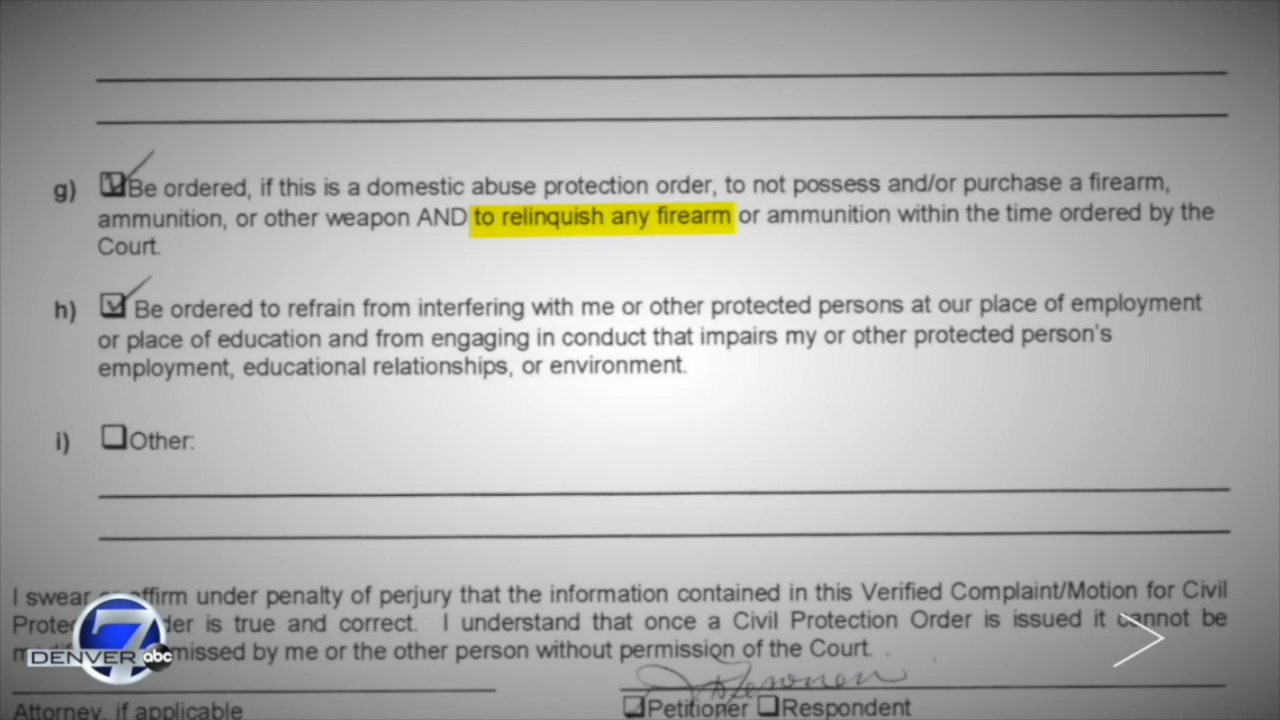 g) Be ordered, if this is a domestic abuse protection order, to not possess and/or purchase a firearm,
ammunition, or other weapon AND to relinquish any firearm or ammunition within the time ordered by the
Court.
h) Be ordered to refrain from interfering with me or other protected persons at our place of employment
or place of education and from engaging in conduct that impairs my or other protected person's
employment, educational relationships, or environment.
i) Other:
I swear affirm under penalty of perjury that the information contained in this Verified Complaint/Motion for Civil
is true and correct. I understand that once a Civil Protection Order is issued it cannot be
by me or the other person without permission of the Court.
Attorney, if applicable
Petitioner Respondent
7
DENVER abc